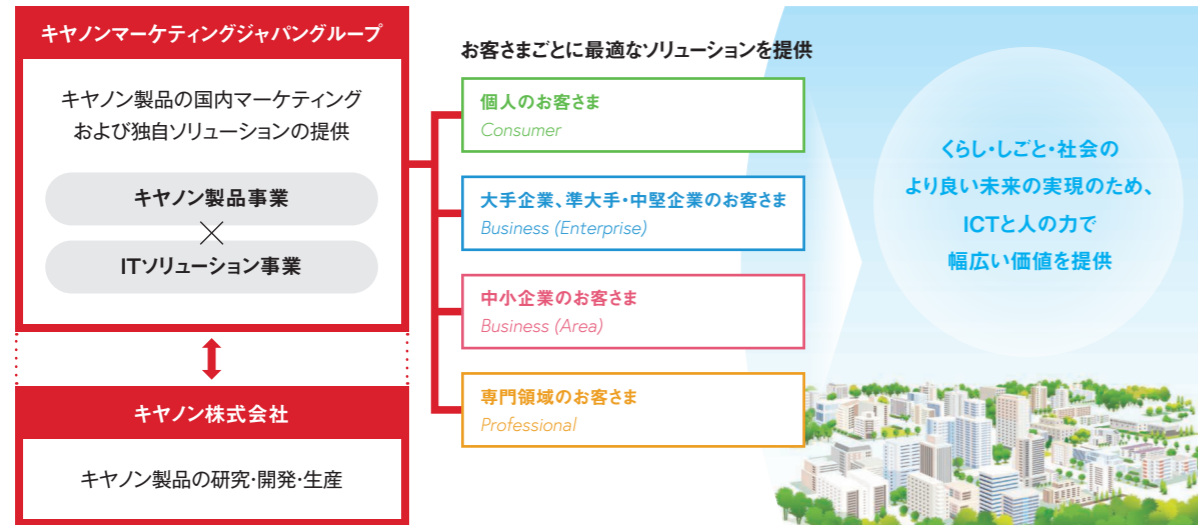 キヤノンマーケティングジャパングループ
キヤノン製品の国内マーケティング
および独自ソリューションの提供
キヤノン製品事業
×
ITソリューション事業
キヤノン株式会社
キヤノン製品の研究・開発・生産
お客さまごとに最適なソリューションを提供
個人のお客さま
Consumer
大手企業、準大手・中堅企業のお客さま
Business (Enterprise)
中小企業のお客さま
Business (Area)
専門領域のお客さま
Professional
くらし・しごと・社会の
より良い未来の実現のため、
ICTと人の力で
幅広い価値を提供